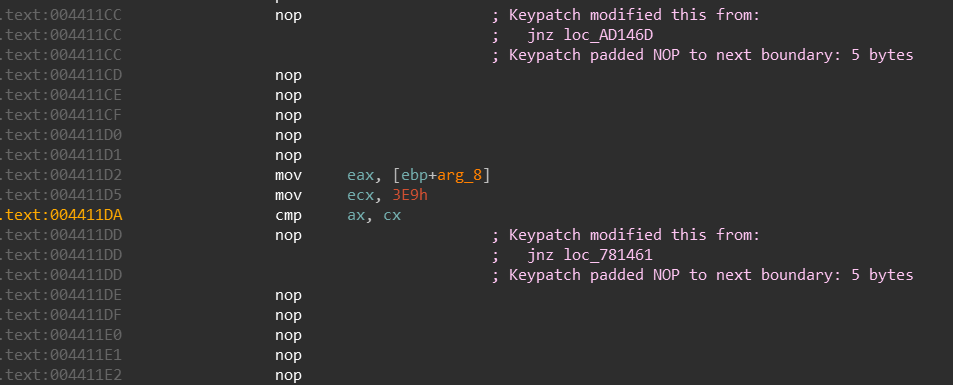 .text:004411CC nop ; Keypatch modified this from:
.text:004411CC ; jnz loc_AD146D
.text:004411CC ; Keypatch padded NOP to next boundary: 5 bytes
.text:004411CD nop
.text:004411CE nop
.text:004411CF nop
.text:004411D0 nop
.text:004411D1 nop
.text:004411D2 mov eax, [ebp+arg_8]
.text:004411D5 mov ecx, 3E9h
.text:004411DA cmp ax, cx
.text:004411DD nop ; Keypatch modified this from:
.text:004411DD ; jnz loc_781461
.text:004411DD ; Keypatch padded NOP to next boundary: 5 bytes
.text:004411DE nop
.text:004411DF nop
.text:004411E0 nop
.text:004411E1 nop
.text:004411E2 nop